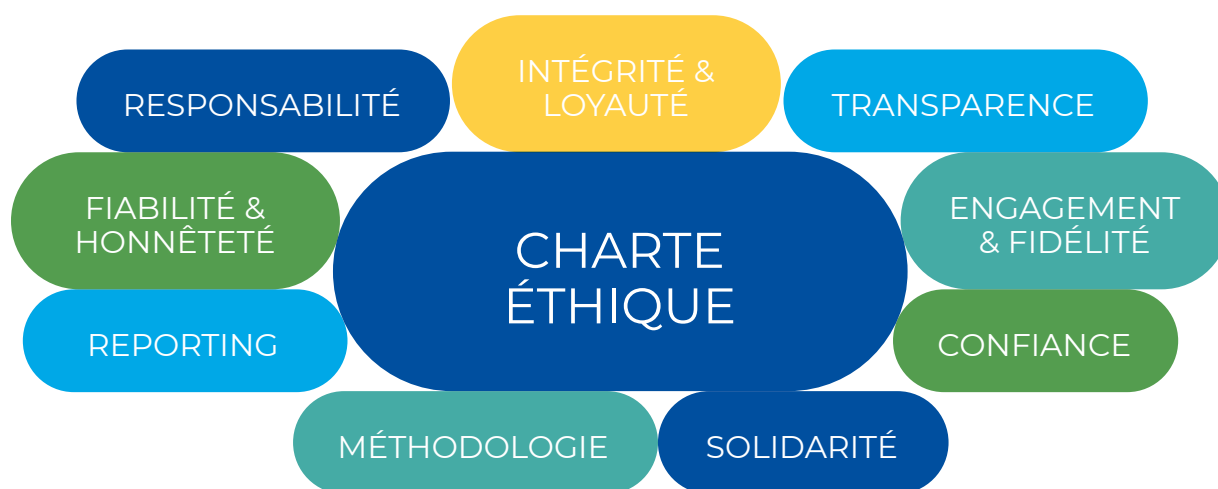 RESPONSABILITÉ
INTÉGRITÉ &
LOYAUTÉ
TRANSPARENCE
FIABILITÉ &
HONNÊTETÉ
CHARTE
ÉTHIQUE
ENGAGEMENT
& FIDÉLITÉ
REPORTING
CONFIANCE
MÉTHODOLOGIE
SOLIDARITÉ